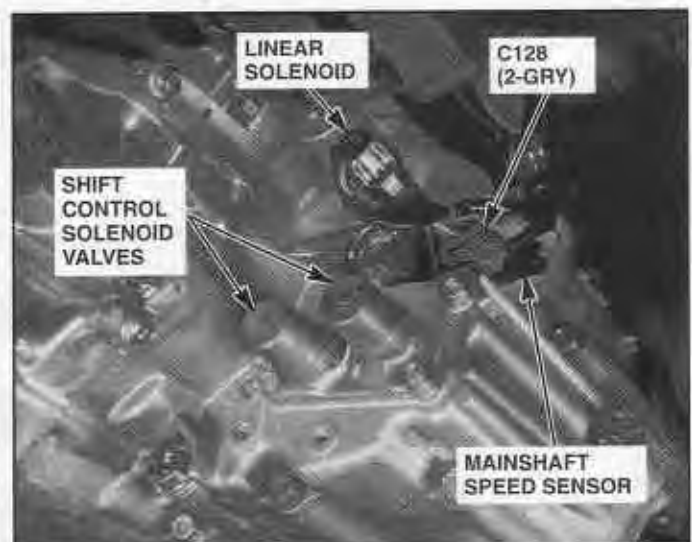 LINEAR
SOLENOID
C128
(2-GRY)
SHIFT
CONTROL
SOLENOID
VALVES
MAINSHAFT
SPEED SENSOR